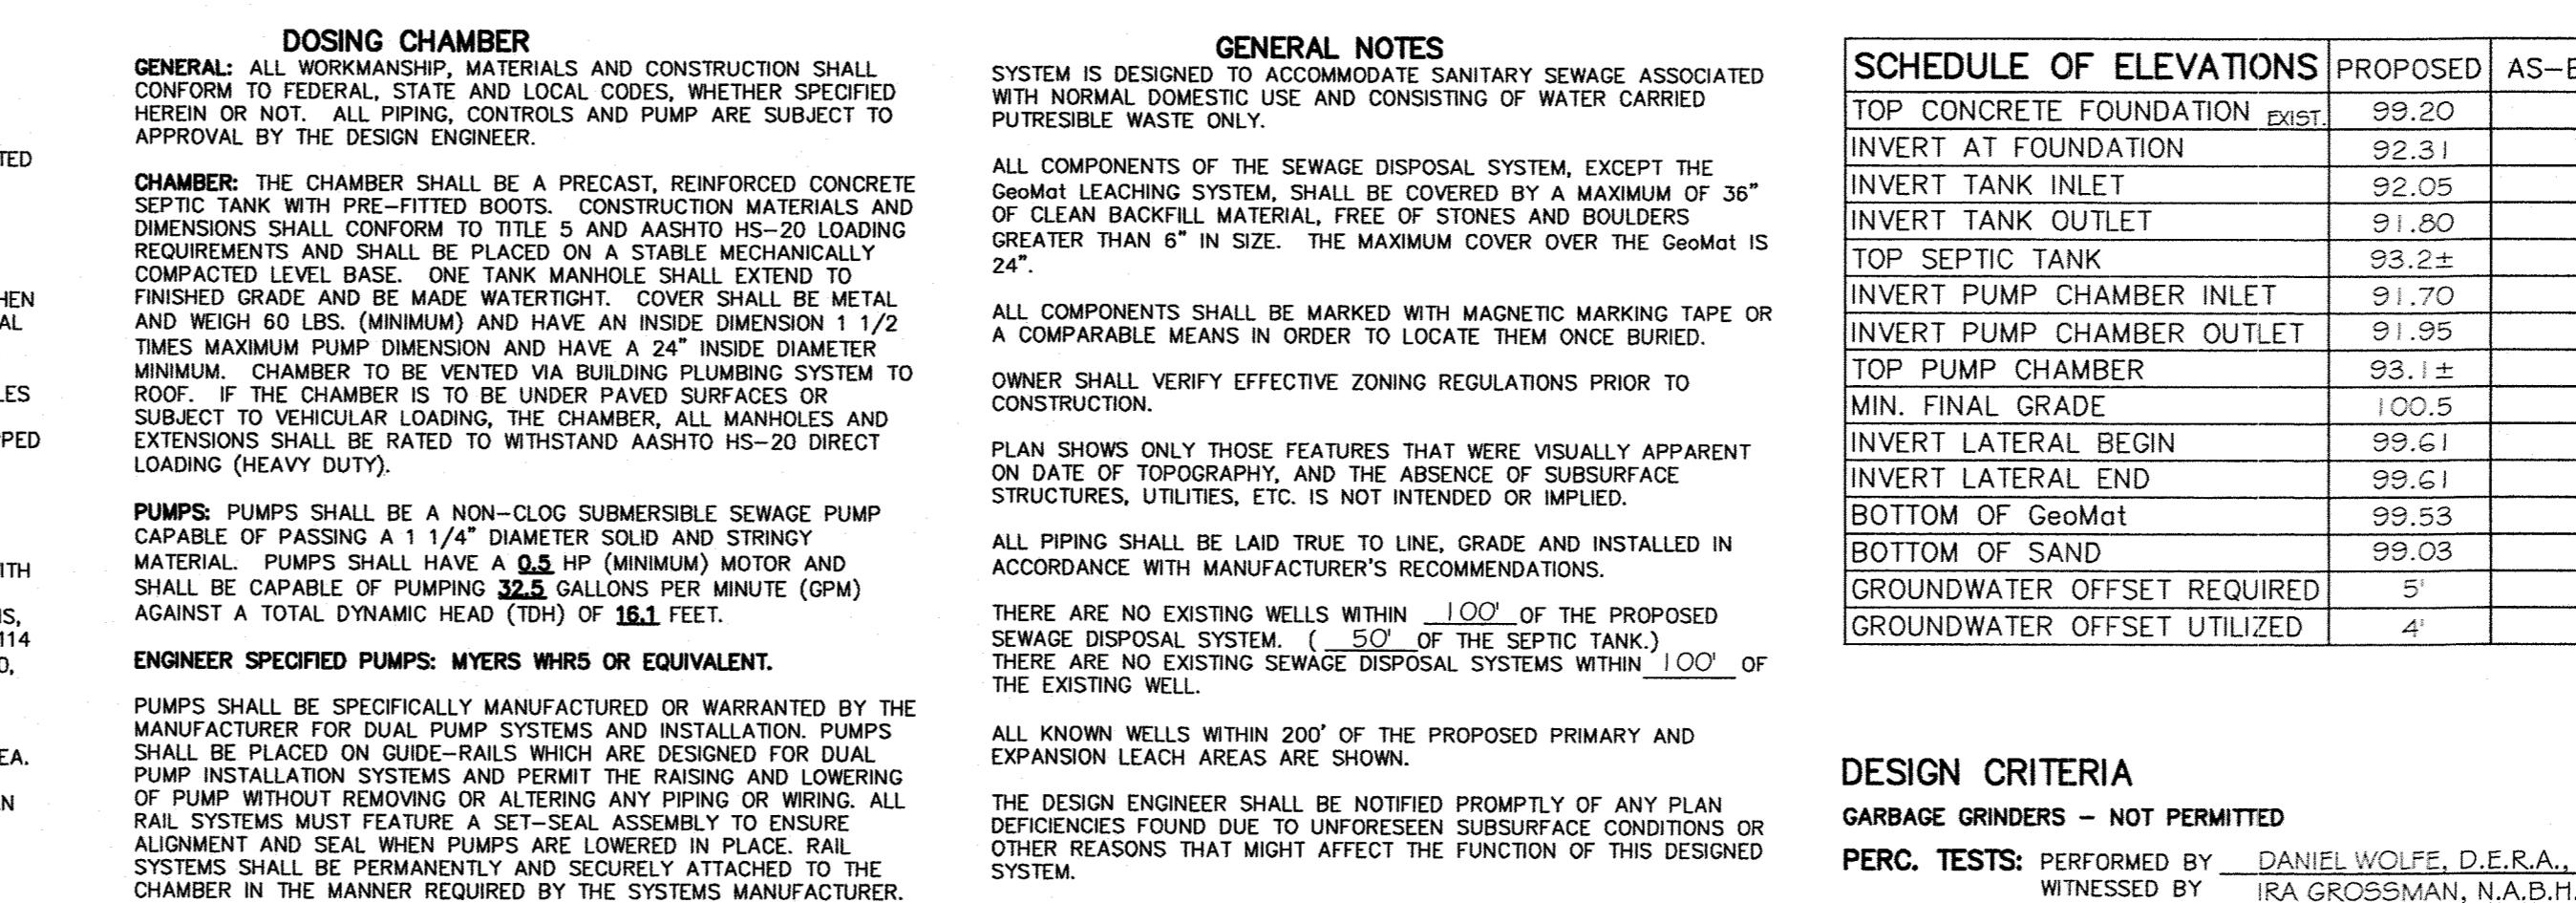 TED
HEN
AL
LES
PPED
ITH
IS,
114
0,
EA.
N
DOSING CHAMBER
GENERAL: ALL WORKMANSHIP, MATERIALS AND CONSTRUCTION SHALL
CONFORM TO FEDERAL, STATE AND LOCAL CODES, WHETHER SPECIFIED
HEREIN OR NOT. ALL PIPING, CONTROLS AND PUMP ARE SUBJECT TO
APPROVAL BY THE DESIGN ENGINEER.
CHAMBER: THE CHAMBER SHALL BE A PRECAST, REINFORCED CONCRETE
SEPTIC TANK WITH PRE-FITTED BOOTS. CONSTRUCTION MATERIALS AND
DIMENSIONS SHALL CONFORM TO TITLE 5 AND AASHTO HS-20 LOADING
REQUIREMENTS AND SHALL BE PLACED ON A STABLE MECHANICALLY
COMPACTED LEVEL BASE. ONE TANK MANHOLE SHALL EXTEND TO
FINISHED GRADE AND BE MADE WATERTIGHT. COVER SHALL BE METAL
AND WEIGH 60 LBS. (MINIMUM) AND HAVE AN INSIDE DIMENSION 1 1/2
TIMES MAXIMUM PUMP DIMENSION AND HAVE A 24" INSIDE DIAMETER
MINIMUM. CHAMBER TO BE VENTED VIA BUILDING PLUMBING SYSTEM TO
ROOF. IF THE CHAMBER IS TO BE UNDER PAVED SURFACES OR
SUBJECT TO VEHICULAR LOADING, THE CHAMBER, ALL MANHOLES AND
EXTENSIONS SHALL BE RATED TO WITHSTAND AASHTO HS-20 DIRECT
LOADING (HEAVY DUTY).
PUMPS: PUMPS SHALL BE A NON-CLOG SUBMERSIBLE SEWAGE PUMP
CAPABLE OF PASSING A 1 1/4" DIAMETER SOLID AND STRINGY
MATERIAL. PUMPS SHALL HAVE A 0.5 HP (MINIMUM) MOTOR AND
SHALL BE CAPABLE OF PUMPING 32.5 GALLONS PER MINUTE (GPM)
AGAINST A TOTAL DYNAMIC HEAD (TDH) OF 16.1 FEET.
ENGINEER SPECIFIED PUMPS: MYERS WHR5 OR EQUIVALENT.
PUMPS SHALL BE SPECIFICALLY MANUFACTURED OR WARRANTED BY THE
MANUFACTURER FOR DUAL PUMP SYSTEMS AND INSTALLATION. PUMPS
SHALL BE PLACED ON GUIDE-RAILS WHICH ARE DESIGNED FOR DUAL
PUMP INSTALLATION SYSTEMS AND PERMIT THE RAISING AND LOWERING
OF PUMP WITHOUT REMOVING OR ALTERING ANY PIPING OR WIRING. ALL
RAIL SYSTEMS MUST FEATURE A SET-SEAL ASSEMBLY TO ENSURE
ALIGNMENT AND SEAL WHEN PUMPS ARE LOWERED IN PLACE. RAIL
SYSTEMS SHALL BE PERMANENTLY AND SECURELY ATTACHED TO THE
CHAMBER IN THE MANNER REQUIRED BY THE SYSTEMS MANUFACTURER.
GENERAL NOTES
SYSTEM IS DESIGNED TO ACCOMMODATE SANITARY SEWAGE ASSOCIATED
WITH NORMAL DOMESTIC USE AND CONSISTING OF WATER CARRIED
PUTRESIBLE WASTE ONLY.
ALL COMPONENTS OF THE SEWAGE DISPOSAL SYSTEM, EXCEPT THE
GeoMat LEACHING SYSTEM, SHALL BE COVERED BY A MAXIMUM OF 36"
OF CLEAN BACKFILL MATERIAL, FREE OF STONES AND BOULDERS
GREATER THAN 6" IN SIZE. THE MAXIMUM COVER OVER THE GeoMat IS
24".
ALL COMPONENTS SHALL BE MARKED WITH MAGNETIC MARKING TAPE OR
A COMPARABLE MEANS IN ORDER TO LOCATE THEM ONCE BURIED.
OWNER SHALL VERIFY EFFECTIVE ZONING REGULATIONS PRIOR TO
CONSTRUCTION.
PLAN SHOWS ONLY THOSE FEATURES THAT WERE VISUALLY APPARENT
ON DATE OF TOPOGRAPHY, AND THE ABSENCE OF SUBSURFACE
STRUCTURES, UTILITIES, ETC. IS NOT INTENDED OR IMPLIED.
ALL PIPING SHALL BE LAID TRUE TO LINE, GRADE AND INSTALLED IN
ACCORDANCE WITH MANUFACTURER'S RECOMMENDATIONS.
THERE ARE NO EXISTING WELLS WITHIN 100' OF THE PROPOSED
SEWAGE DISPOSAL SYSTEM. ( 50' OF THE SEPTIC TANK.)
THERE ARE NO EXISTING SEWAGE DISPOSAL SYSTEMS WITHIN 100' OF
THE EXISTING WELL.
ALL KNOWN WELLS WITHIN 200' OF THE PROPOSED PRIMARY AND
EXPANSION LEACH AREAS ARE SHOWN.
THE DESIGN ENGINEER SHALL BE NOTIFIED PROMPTLY OF ANY PLAN
DEFICIENCIES FOUND DUE TO UNFORESEEN SUBSURFACE CONDITIONS OR
OTHER REASONS THAT MIGHT AFFECT THE FUNCTION OF THIS DESIGNED
SYSTEM.
SCHEDULE OF ELEVATIONS PROPOSED AS-B
TOP CONCRETE FOUNDATION EXIST. 99.20
INVERT AT FOUNDATION 92.31
INVERT TANK INLET 92.05
INVERT TANK OUTLET 91.80
TOP SEPTIC TANK 93.2±
INVERT PUMP CHAMBER INLET 91.70
INVERT PUMP CHAMBER OUTLET 91.95
TOP PUMP CHAMBER 93.1±
MIN. FINAL GRADE 100.5
INVERT LATERAL BEGIN 99.61
INVERT LATERAL END 99.61
BOTTOM OF GeoMat 99.53
BOTTOM OF SAND 99.03
GROUNDWATER OFFSET REQUIRED 5'
GROUNDWATER OFFSET UTILIZED 4'
DESIGN CRITERIA
GARBAGE GRINDERS - NOT PERMITTED
PERC. TESTS: PERFORMED BY DANIEL WOLFE, D.E.R.A.,
WITNESSED BY IRA GROSSMAN, N.A.B.H.